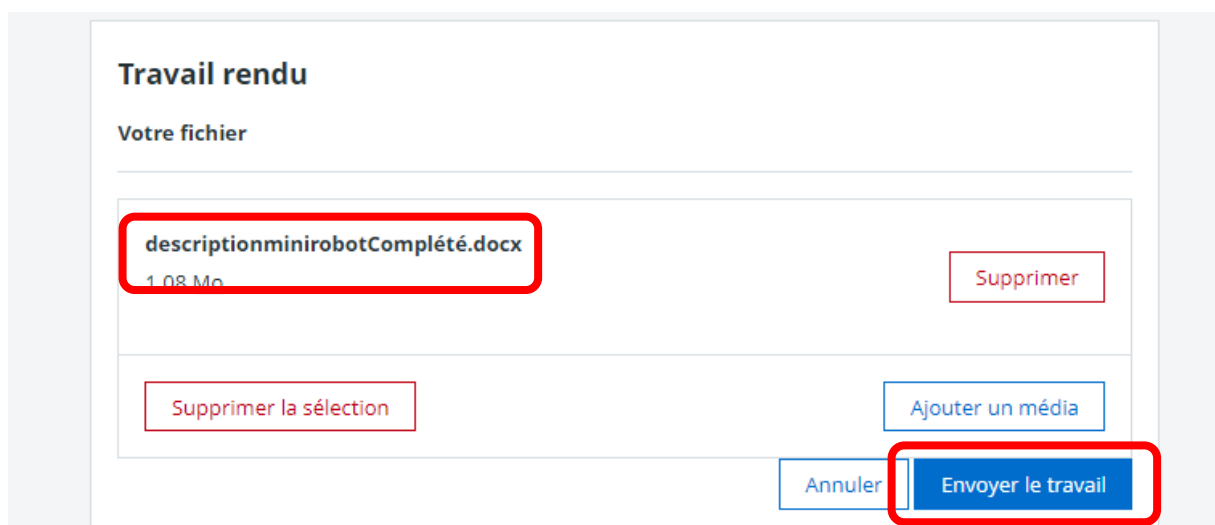 Travail rendu
Votre fichier
descriptionminirobotComplété.docx
1,08 Mo
Supprimer
Supprimer la sélection
Ajouter un média
Annuler
Envoyer le travail